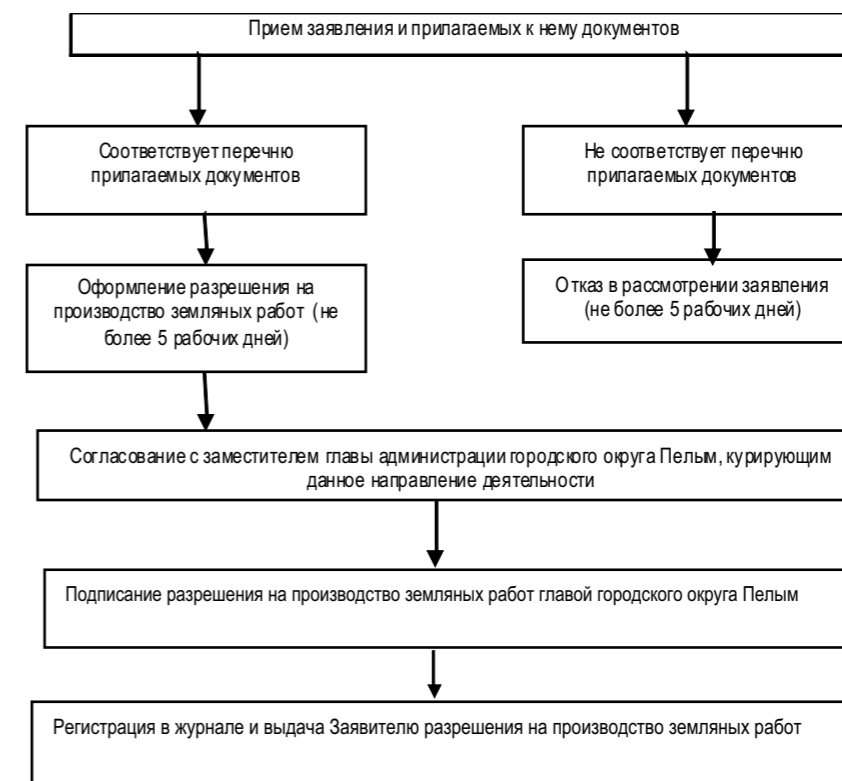 Прием заявления и прилагаемых к нему документов
Соответствует перечню
прилагаемых документов
Не соответствует перечню
прилагаемых документов
Оформление разрешения на
производство земляных работ (не
более 5 рабочих дней)
Отказ в рассмотрении заявления
(не более 5 рабочих дней)
Согласование с заместителем главы администрации городского округа Пелым, курирующим
данное направление деятельности
Подписание разрешения на производство земляных работ главой городского округа Пелым
Регистрация в журнале и выдача Заявителю разрешения на производство земляных работ